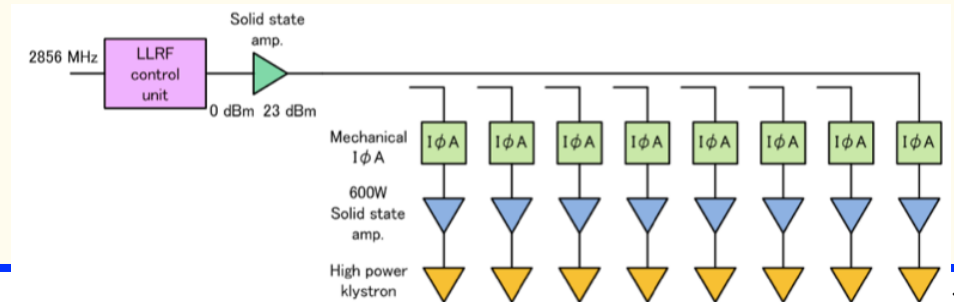 Solid state
amp.
2856 MHz
LLRF
control
unit
0 dBm 23 dBm
Mechanical
IϕA
IϕA IϕA IϕA IϕA IϕA IϕA IϕA IϕA
600W
Solid state
amp.
High power
klystron